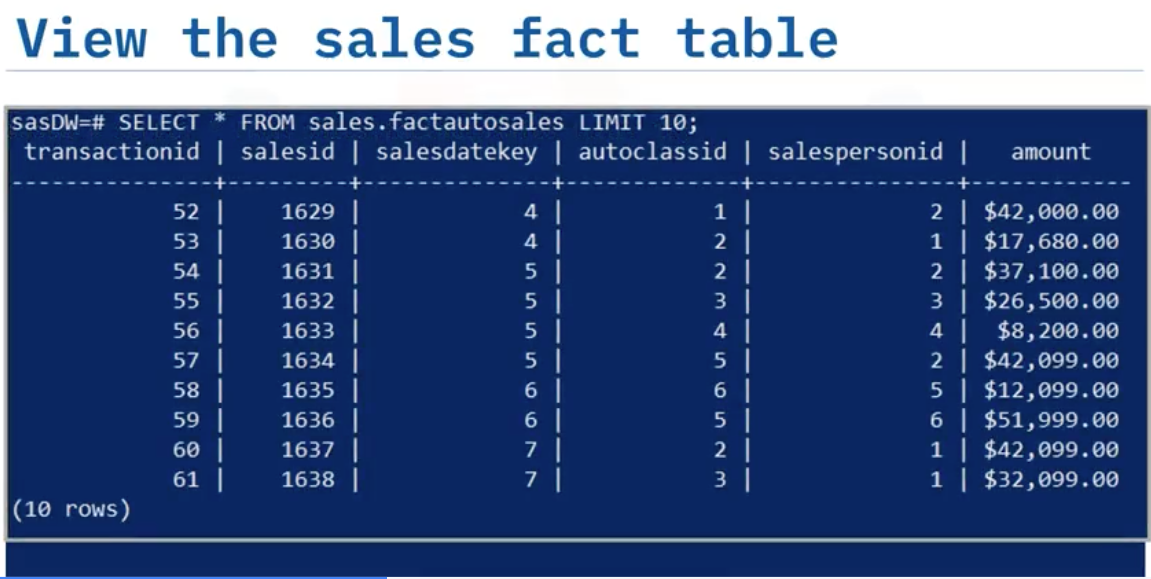 View the sales fact table
sasDW=# SELECT * FROM sales.factautosales LIMIT 10;
transactionid | salesid | salesdatekey | autoclassid | salespersonid | amount
---------------+---------+--------------+-------------+---------------+------------
52 | 1629 | 4 | 1 | 2 | $42,000.00
53 | 1630 | 4 | 2 | 1 | $17,680.00
54 | 1631 | 5 | 2 | 2 | $37,100.00
55 | 1632 | 5 | 3 | 3 | $26,500.00
56 | 1633 | 5 | 4 | 4 | $8,200.00
57 | 1634 | 5 | 5 | 2 | $42,099.00
58 | 1635 | 6 | 6 | 5 | $12,099.00
59 | 1636 | 6 | 5 | 6 | $51,999.00
60 | 1637 | 7 | 2 | 1 | $42,099.00
61 | 1638 | 7 | 3 | 1 | $32,099.00
(10 rows)